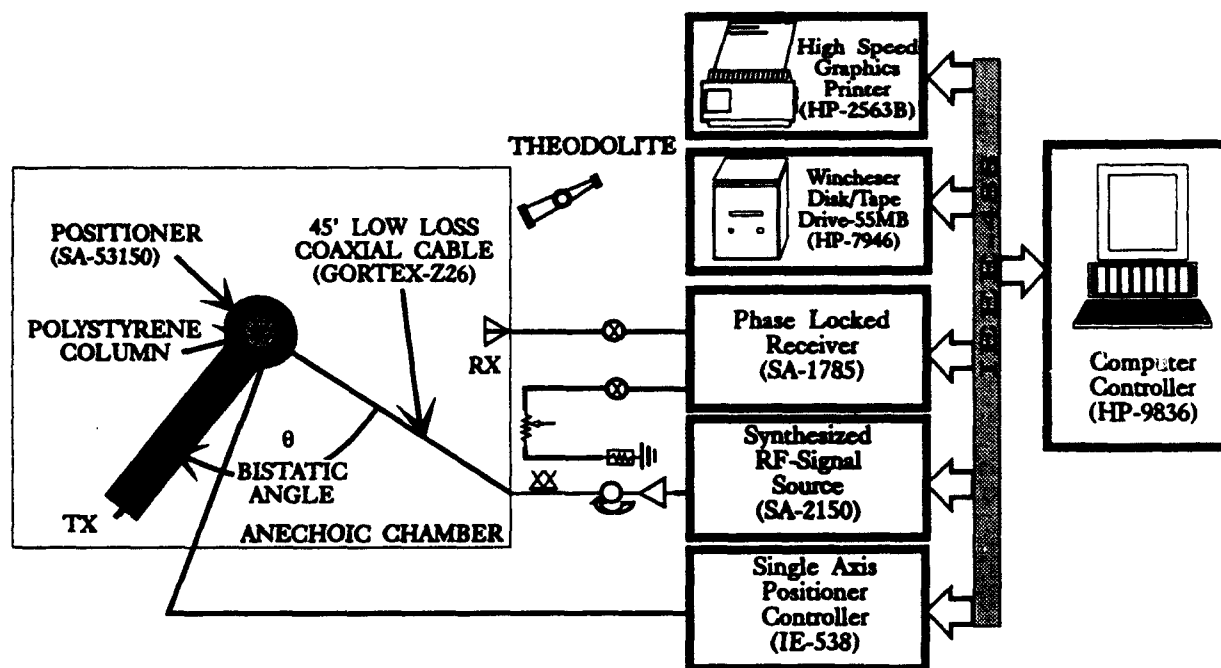 High Speed
Graphics
Printer
(HP-2563B)
THEODOLITE
Wincheser
Disk/Tape
Drive-55MB
(HP-7946)
POSITIONER
(SA-53150)
45' LOW LOSS
COAXIAL CABLE
(GORTEX-Z26)
POLYSTYRENE
COLUMN
RX
Phase Locked
Receiver
(SA-1785)
Computer
Controller
(HP-9836)
θ
BISTATIC
ANGLE
TX
ANECHOIC CHAMBER
Synthesized
RF-Signal
Source
(SA-2150)
Single Axis
Positioner
Controller
(IE-538)